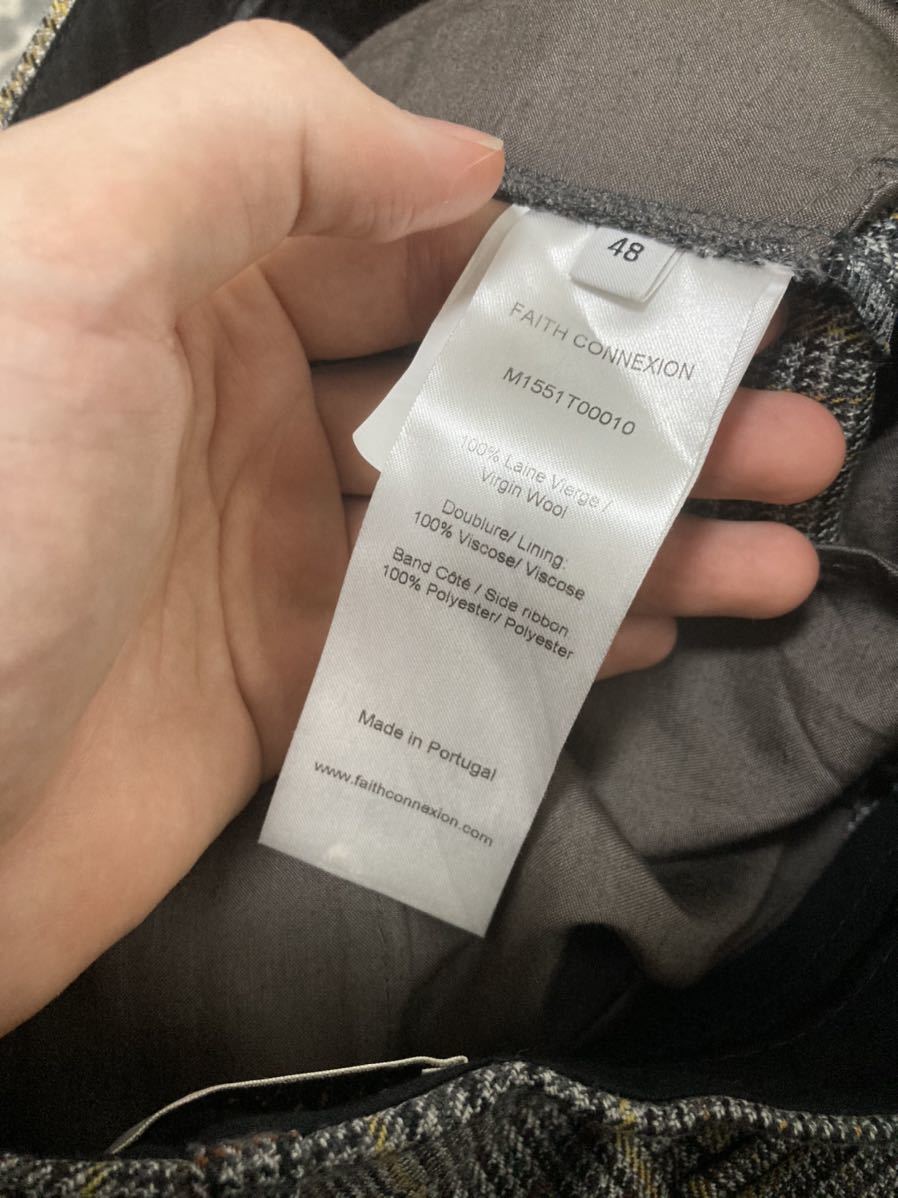 48
FAITH CONNEXION
M1551T00010
100% Laine Vierge /
Virgin Wool
Doublure/ Lining:
100% Viscose/ Viscose
Band Côté / Side ribbon
100% Polyester/ Polyester
Made in Portugal
www.faithconnexion.com